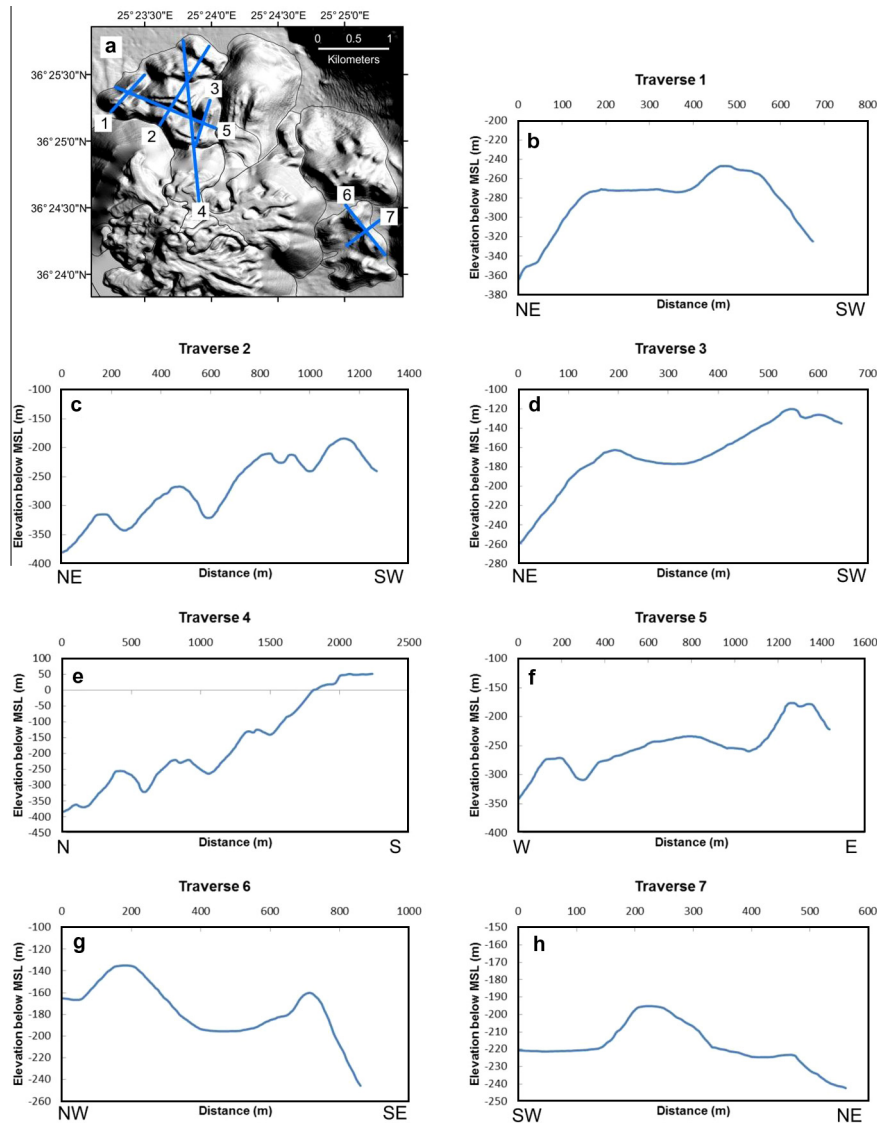 25°23'30"E 25°24'0"E 25°24'30"E 25°25'0"E
a
0 0.5 1
Kilometers
36°25'30"N
36°25'0"N
36°24'30"N
36°24'0"N
1
2
3
5
4
6
7
Traverse 1
0 100 200 300 400 500 600 700 800
b
Elevation below MSL (m)
-200
-220
-240
-260
-280
-300
-320
-340
-360
-380
NE Distance (m) SW
Traverse 2
0 200 400 600 800 1000 1200 1400
c
Elevation below MSL (m)
-100
-150
-200
-250
-300
-350
-400
NE Distance (m) SW
Traverse 3
0 100 200 300 400 500 600 700
d
Elevation below MSL (m)
-100
-120
-140
-160
-180
-200
-220
-240
-260
-280
NE Distance (m) SW
Traverse 4
0 500 1000 1500 2000 2500
e
Elevation below MSL (m)
100
50
0
-50
-100
-150
-200
-250
-300
-350
-400
-450
N Distance (m) S
Traverse 5
0 200 400 600 800 1000 1200 1400 1600
f
Elevation below MSL (m)
-100
-150
-200
-250
-300
-350
-400
W Distance (m) E
Traverse 6
0 200 400 600 800 1000
g
Elevation below MSL (m)
-100
-120
-140
-160
-180
-200
-220
-240
-260
NW Distance (m) SE
Traverse 7
0 100 200 300 400 500 600
h
Elevation below MSL (m)
-150
-160
-170
-180
-190
-200
-210
-220
-230
-240
-250
SW Distance (m) NE